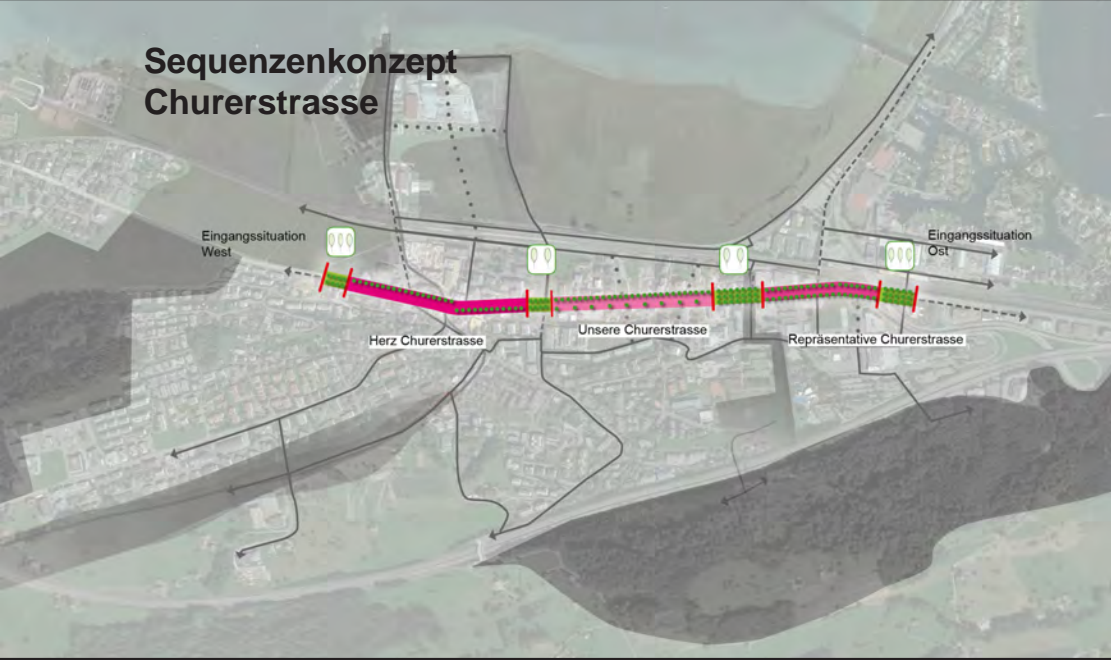 Sequenzenkonzept
Churerstrasse
Eingangssituation
West
Eingangssituation
Ost
Herz Churerstrasse
Unsere Churerstrasse
Repräsentative Churerstrasse